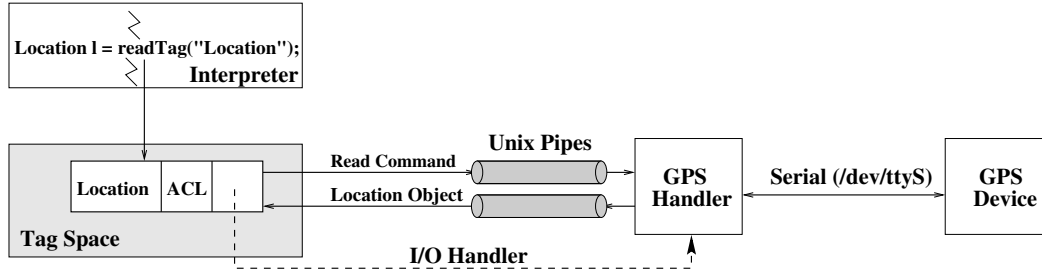 Location l = readTag("Location");
Interpreter
Unix Pipes
Read Command
Location
ACL
Location Object
GPS
Handler
Serial (/dev/ttyS)
GPS
Device
Tag Space
I/O Handler